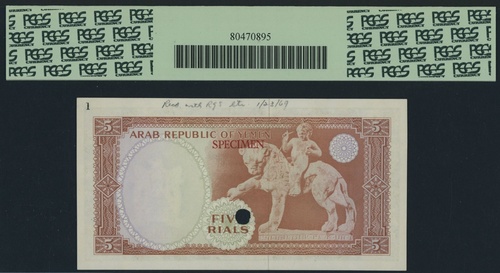 PCGS
80470895
1
ARAB REPUBLIC OF YEMEN
SPECIMEN
5
5
FIVE
RIALS
5
5